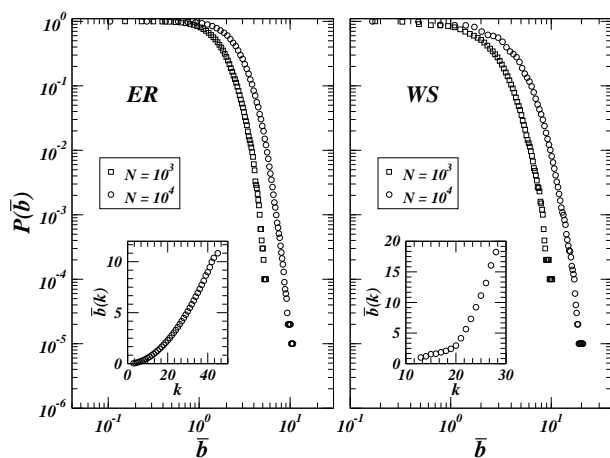 P(b̄)
10^0
10^-1
10^-2
10^-3
10^-4
10^-5
10^-6
ER
N = 10^3
N = 10^4
b̄(k)
10
5
0
0 20 40
k
10^-1 10^0 10^1
b̄
WS
N = 10^3
N = 10^4
b̄(k)
20
15
10
5
0
10 20 30
k
10^-1 10^0 10^1
b̄